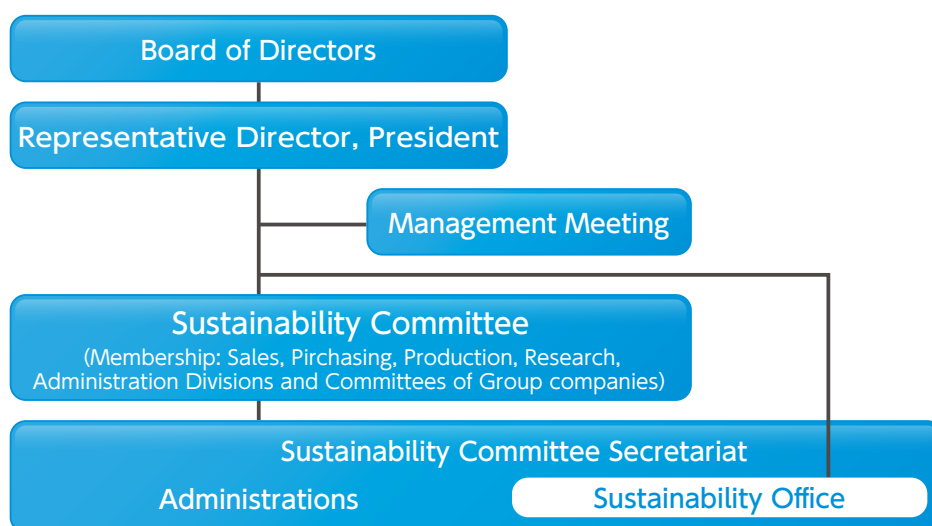 Board of Directors
Representative Director, President
Management Meeting
Sustainability Committee
(Membership: Sales, Pirchasing, Production, Research,
Administration Divisions and Committees of Group companies)
Sustainability Committee Secretariat
Administrations
Sustainability Office